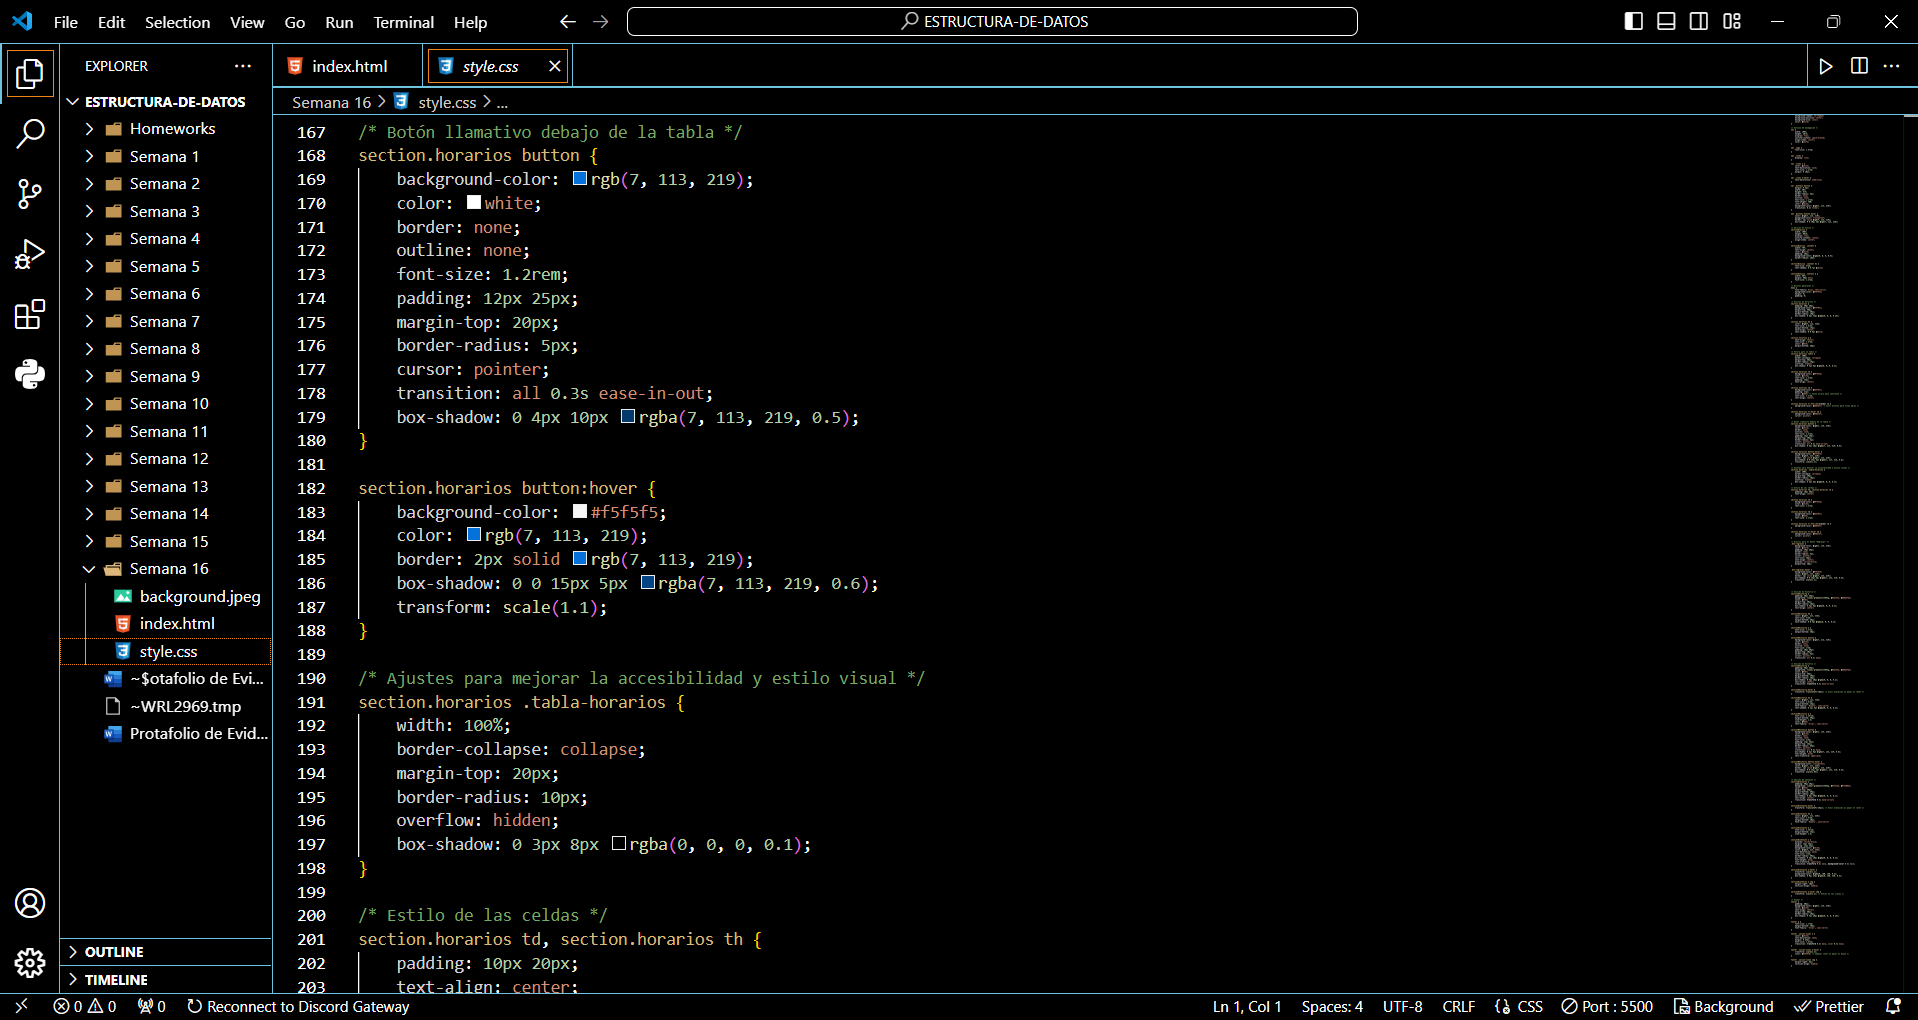 File Edit Selection View Go Run Terminal Help
ESTRUCTURA-DE-DATOS
EXPLORER
ESTRUCTURA-DE-DATOS
Homeworks
Semana 1
Semana 2
Semana 3
Semana 4
Semana 5
Semana 6
Semana 7
Semana 8
Semana 9
Semana 10
Semana 11
Semana 12
Semana 13
Semana 14
Semana 15
Semana 16
background.jpeg
index.html
style.css
~$otafolio de Evi...
~WRL2969.tmp
Protafolio de Evid...
OUTLINE
TIMELINE
index.html
style.css
Semana 16 > style.css > ...
167 /* Botón llamativo debajo de la tabla */
168 section.horarios button {
169 background-color: rgb(7, 113, 219);
170 color: white;
171 border: none;
172 outline: none;
173 font-size: 1.2rem;
174 padding: 12px 25px;
175 margin-top: 20px;
176 border-radius: 5px;
177 cursor: pointer;
178 transition: all 0.3s ease-in-out;
179 box-shadow: 0 4px 10px rgba(7, 113, 219, 0.5);
180 }
181
182 section.horarios button:hover {
183 background-color: #f5f5f5;
184 color: rgb(7, 113, 219);
185 border: 2px solid rgb(7, 113, 219);
186 box-shadow: 0 0 15px 5px rgba(7, 113, 219, 0.6);
187 transform: scale(1.1);
188 }
189
190 /* Ajustes para mejorar la accesibilidad y estilo visual */
191 section.horarios .tabla-horarios {
192 width: 100%;
193 border-collapse: collapse;
194 margin-top: 20px;
195 border-radius: 10px;
196 overflow: hidden;
197 box-shadow: 0 3px 8px rgba(0, 0, 0, 0.1);
198 }
199
200 /* Estilo de las celdas */
201 section.horarios td, section.horarios th {
202 padding: 10px 20px;
203 text-align: center;
0 0 0 Reconnect to Discord Gateway
Ln 1, Col 1 Spaces: 4 UTF-8 CRLF {} CSS Port : 5500 Background Prettier